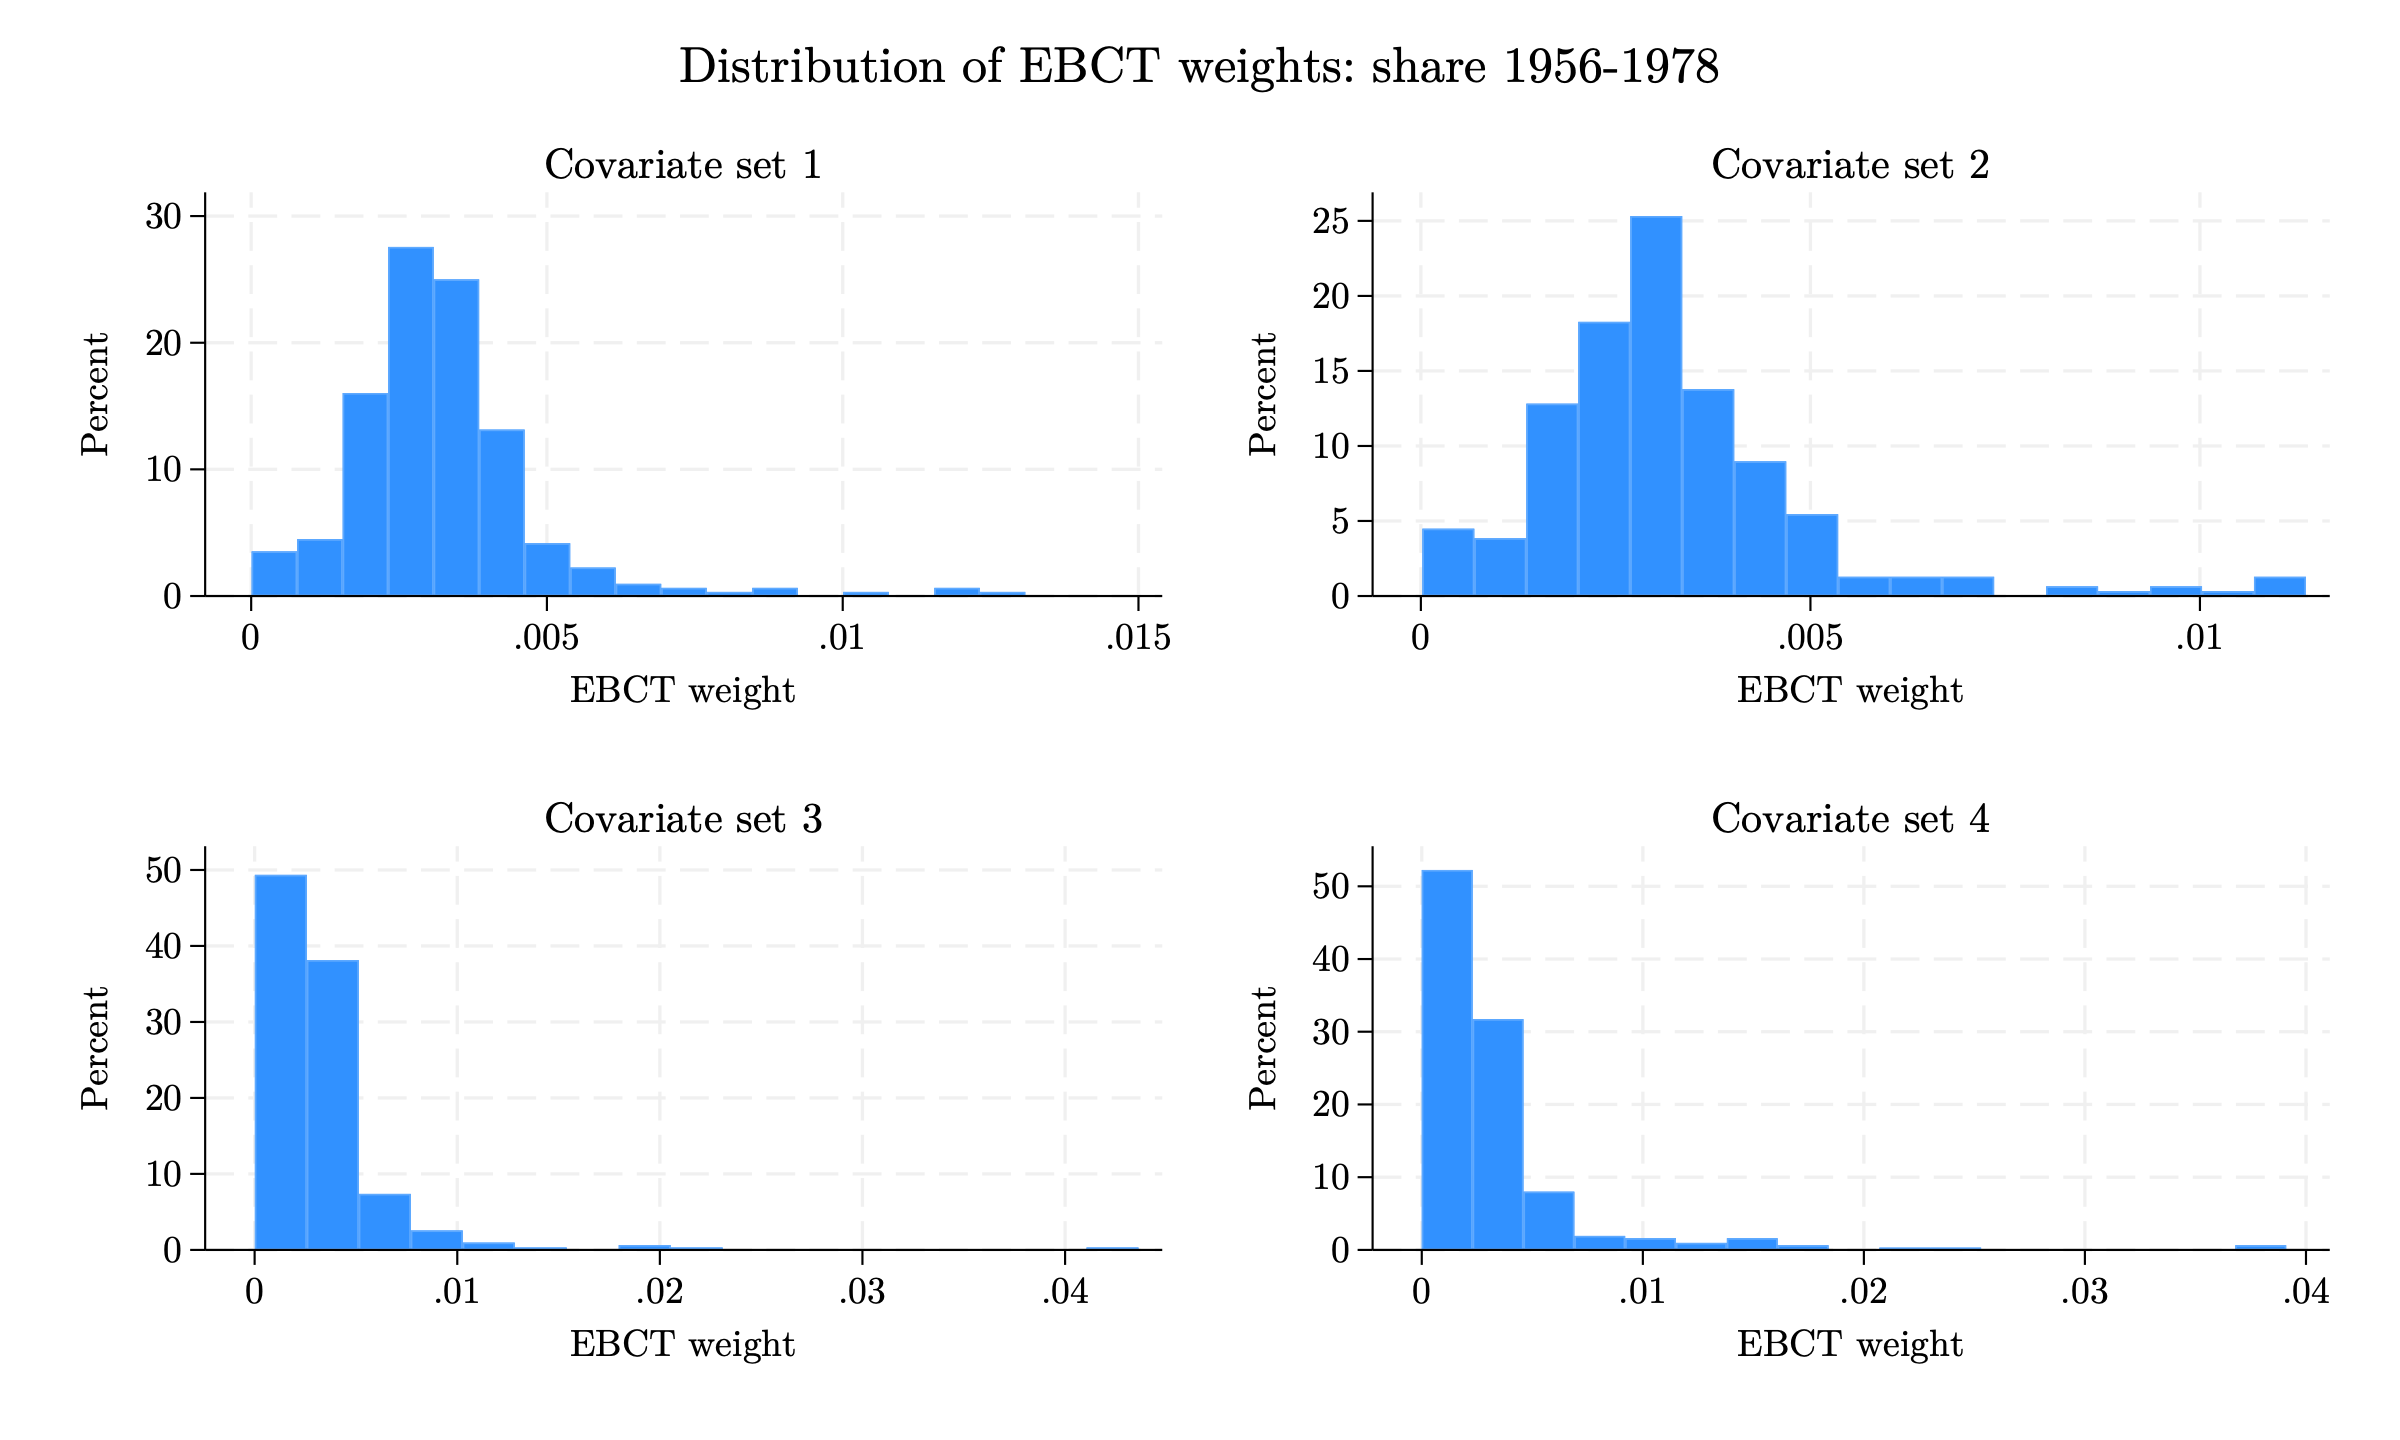 Distribution of EBCT weights: share 1956-1978
Covariate set 1
Percent
30
20
10
0
0 .005 .01 .015
EBCT weight
Covariate set 2
Percent
25
20
15
10
5
0
0 .005 .01
EBCT weight
Covariate set 3
Percent
50
40
30
20
10
0
0 .01 .02 .03 .04
EBCT weight
Covariate set 4
Percent
50
40
30
20
10
0
0 .01 .02 .03 .04
EBCT weight